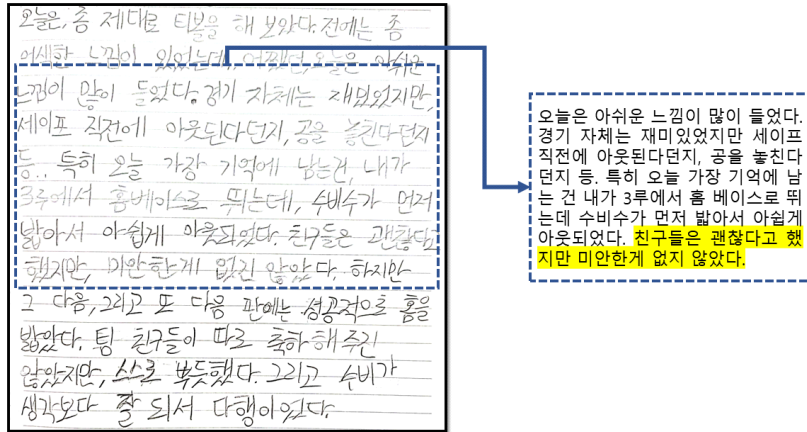 오늘은, 좀 제대로 티볼을 해 보았다. 전에는 좀
어색한 느낌이 있었는데, 어쨌던, 오늘은 아쉬운
느낌이 많이 들었다. 경기 자체는 재밌었지만,
세이프 직전에 아웃된다던지, 공을 놓친다던지
등.. 특히 오늘 가장 기억에 남는건, 내가
3루에서 홈베이스로 뛰는데, 수비수가 먼저
밟아서 아쉽게 아웃되었다. 친구들은 괜찮다고
했지만, 미안한게 없진 않았다. 하지만
그 다음, 그리고 또 다음 판에는 성공적으로 홈을
밟았다. 팀 친구들이 따로 축하 해 주진
않았지만, 스스로 뿌듯했다. 그리고 수비가
생각보다 잘 되서 다행이었다.
오늘은 아쉬운 느낌이 많이 들었다.
경기 자체는 재미있었지만 세이프
직전에 아웃된다던지, 공을 놓친다
던지 등. 특히 오늘 가장 기억에 남
는 건 내가 3루에서 홈 베이스로 뛰
는데 수비수가 먼저 밟아서 아쉽게
아웃되었다. 친구들은 괜찮다고 했
지만 미안한게 없지 않았다.